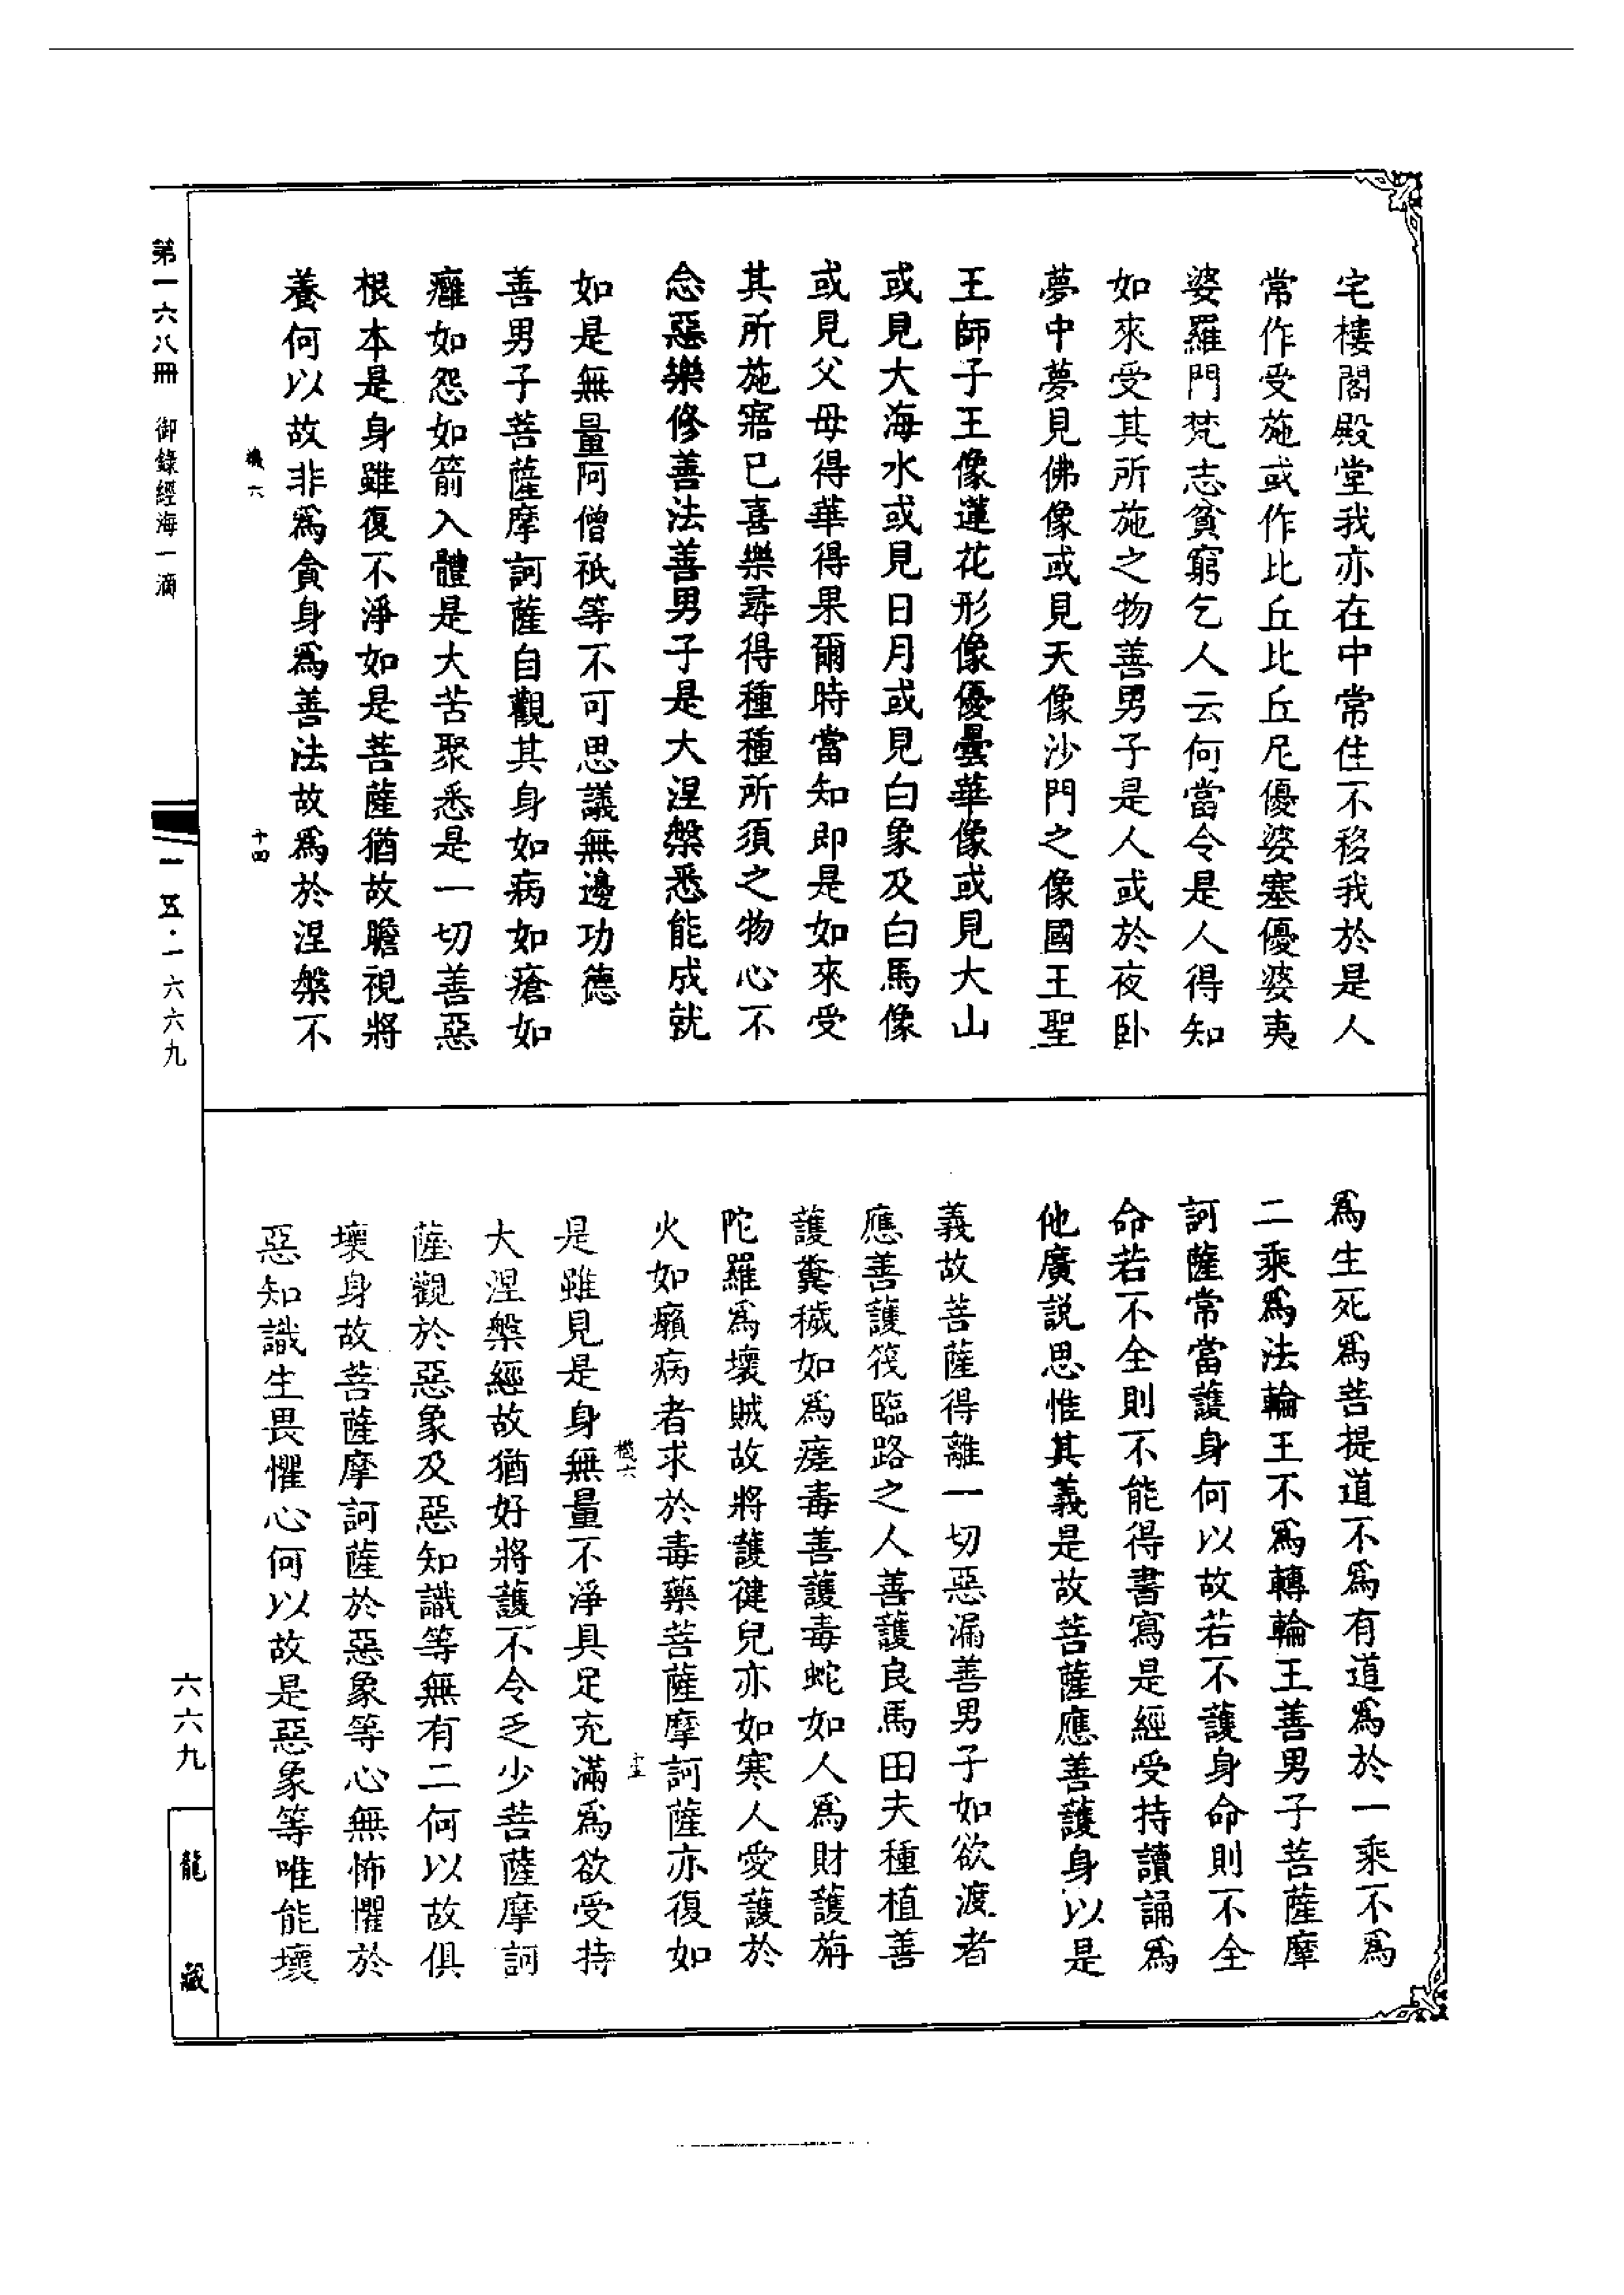 宅樓閣殿堂我亦在中常住不移我於是人
常作受施或作比丘比丘尼優婆塞優婆夷
婆羅門梵志貧窮乞人云何當令是人得知
如來受其所施之物善男子是人或於夜卧
夢中夢見佛像或見天像沙門之像國王聖
王師子王像蓮花形像優曇華像或見大山
或見大海水或見日月或見白象及白馬像
或見父母得華得果爾時當知即是如來受
其所施寤已喜樂尋得種種所須之物心不
念惡樂修善法善男子是大涅槃悉能成就
如是無量阿僧祇等不可思議無邊功德
善男子菩薩摩訶薩自觀其身如病如瘡如
癰如怨如箭入體是大苦聚悉是一切善惡
根本是身雖復不淨如是菩薩猶故瞻視將
養何以故非為貪身為善法故為於涅槃不
機六
十四
為生死為菩提道不為有道為於一乘不為
二乘為法輪王不為轉輪王善男子菩薩摩
訶薩常當護身何以故若不護身命則不全
命若不全則不能得書寫是經受持讀誦為
他廣説思惟其義是故菩薩應善護身以是
義故菩薩得離一切惡漏善男子如欲渡者
應善護筏臨路之人善護良馬田夫種植善
護糞穢如為瘥毒善護毒蛇如人為財護旃
陀羅為壞賊故將護健兒亦如寒人愛護於
火如癩病者求於毒藥菩薩摩訶薩亦復如
機六
十五
是雖見是身無量不淨具足充滿為欲受持
大涅槃經故猶好將護不令乏少菩薩摩訶
薩觀於惡象及惡知識等無有二何以故俱
壞身故菩薩摩訶薩於惡象等心無怖懼於
惡知識生畏懼心何以故是惡象等唯能壞
第一六八冊 御錄經海一滴
一五·一六六九
六六九
龍藏